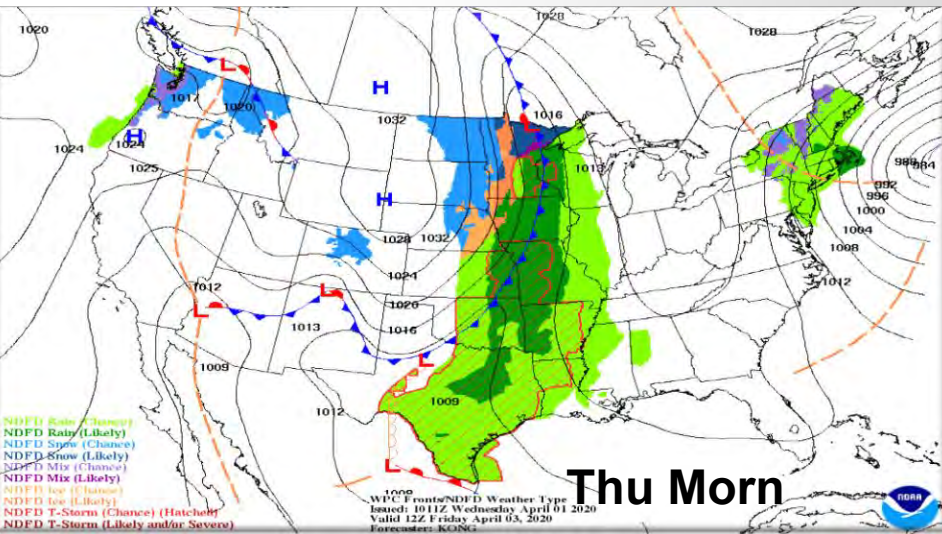 1020
1028
1028
L
1017
1020
H
1032
L
1016
H
1024
1024
1025
1013
984
992
996
1000
1004
1008
1012
H
1028
1032
1024
1012
L
L
1020
1013
1016
1009
L
1009
1012
L
1008
NDFD Rain (Chance)
NDFD Rain (Likely)
NDFD Snow (Chance)
NDFD Snow (Likely)
NDFD Mix (Chance)
NDFD Mix (Likely)
NDFD Ice (Chance)
NDFD Ice (Likely)
NDFD T-Storm (Chance) (Hatched)
NDFD T-Storm (Likely and/or Severe)
WPC Fronts/NDFD Weather Type
Issued: 1011Z Wednesday April 01 2020
Valid 12Z Friday April 03, 2020
Forecaster: KONG
Thu Morn
NOAA